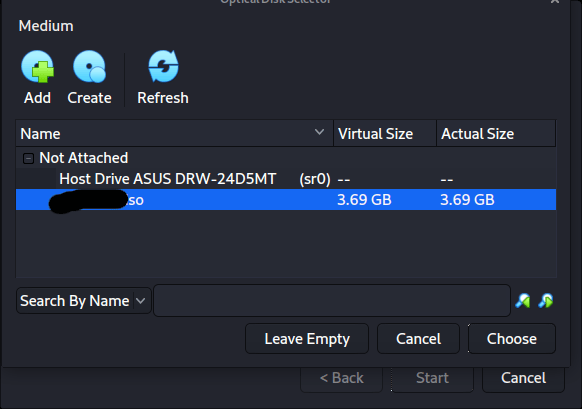 Optical Disk Selector
Medium
Add Create Refresh
Name Virtual Size Actual Size
Not Attached
Host Drive ASUS DRW-24D5MT (sr0) -- --
.so 3.69 GB 3.69 GB
Search By Name
Leave Empty Cancel Choose
< Back Start Cancel